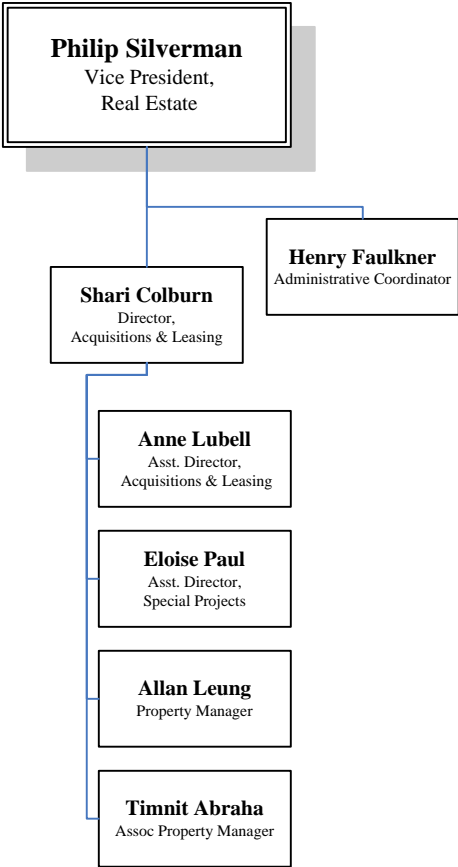 Philip Silverman
Vice President,
Real Estate
Henry Faulkner
Administrative Coordinator
Shari Colburn
Director,
Acquisitions & Leasing
Anne Lubell
Asst. Director,
Acquisitions & Leasing
Eloise Paul
Asst. Director,
Special Projects
Allan Leung
Property Manager
Timnit Abraha
Assoc Property Manager